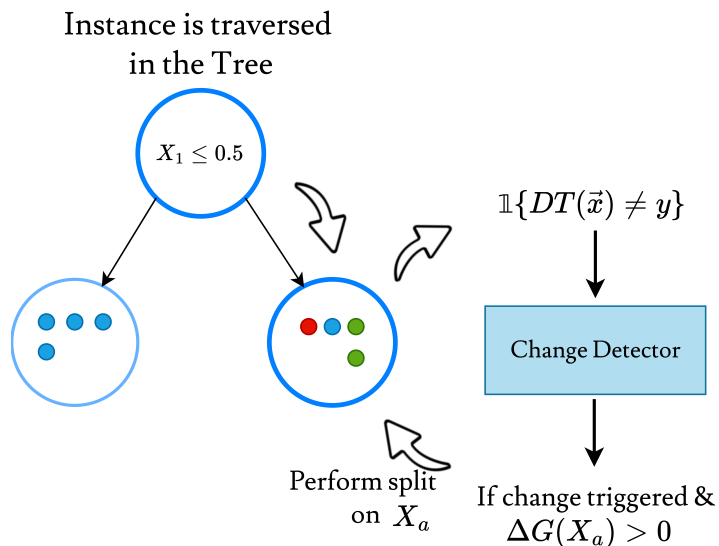 Instance is traversed
in the Tree
X₁ ≤ 0.5
𝟙{DT(x⃗) ≠ y}
Change Detector
Perform split
on Xₐ
If change triggered &
ΔG(Xₐ) > 0